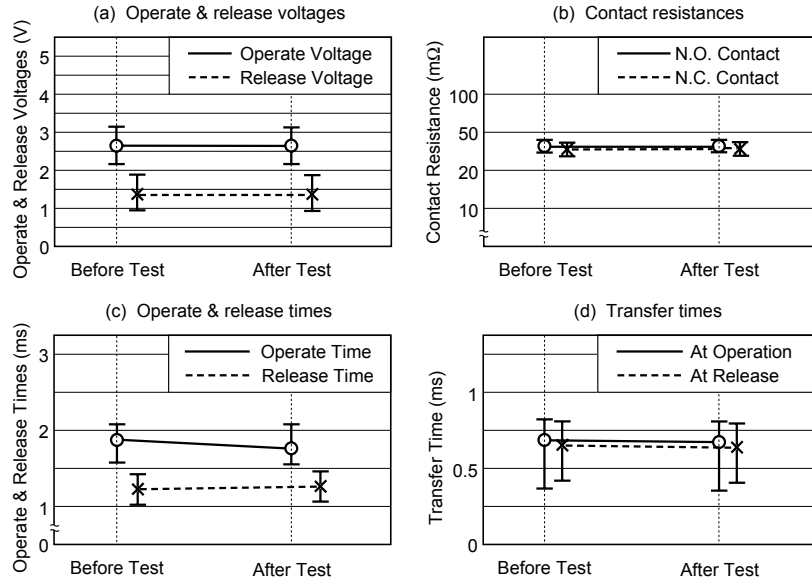 (a) Operate & release voltages
Operate & Release Voltages (V)
5
4
3
2
1
0
Operate Voltage
Release Voltage
Before Test
After Test
(b) Contact resistances
Contact Resistance (mΩ)
100
50
20
10
N.O. Contact
N.C. Contact
Before Test
After Test
(c) Operate & release times
Operate & Release Times (ms)
3
2
1
0
Operate Time
Release Time
Before Test
After Test
(d) Transfer times
Transfer Time (ms)
1
0.5
0
At Operation
At Release
Before Test
After Test